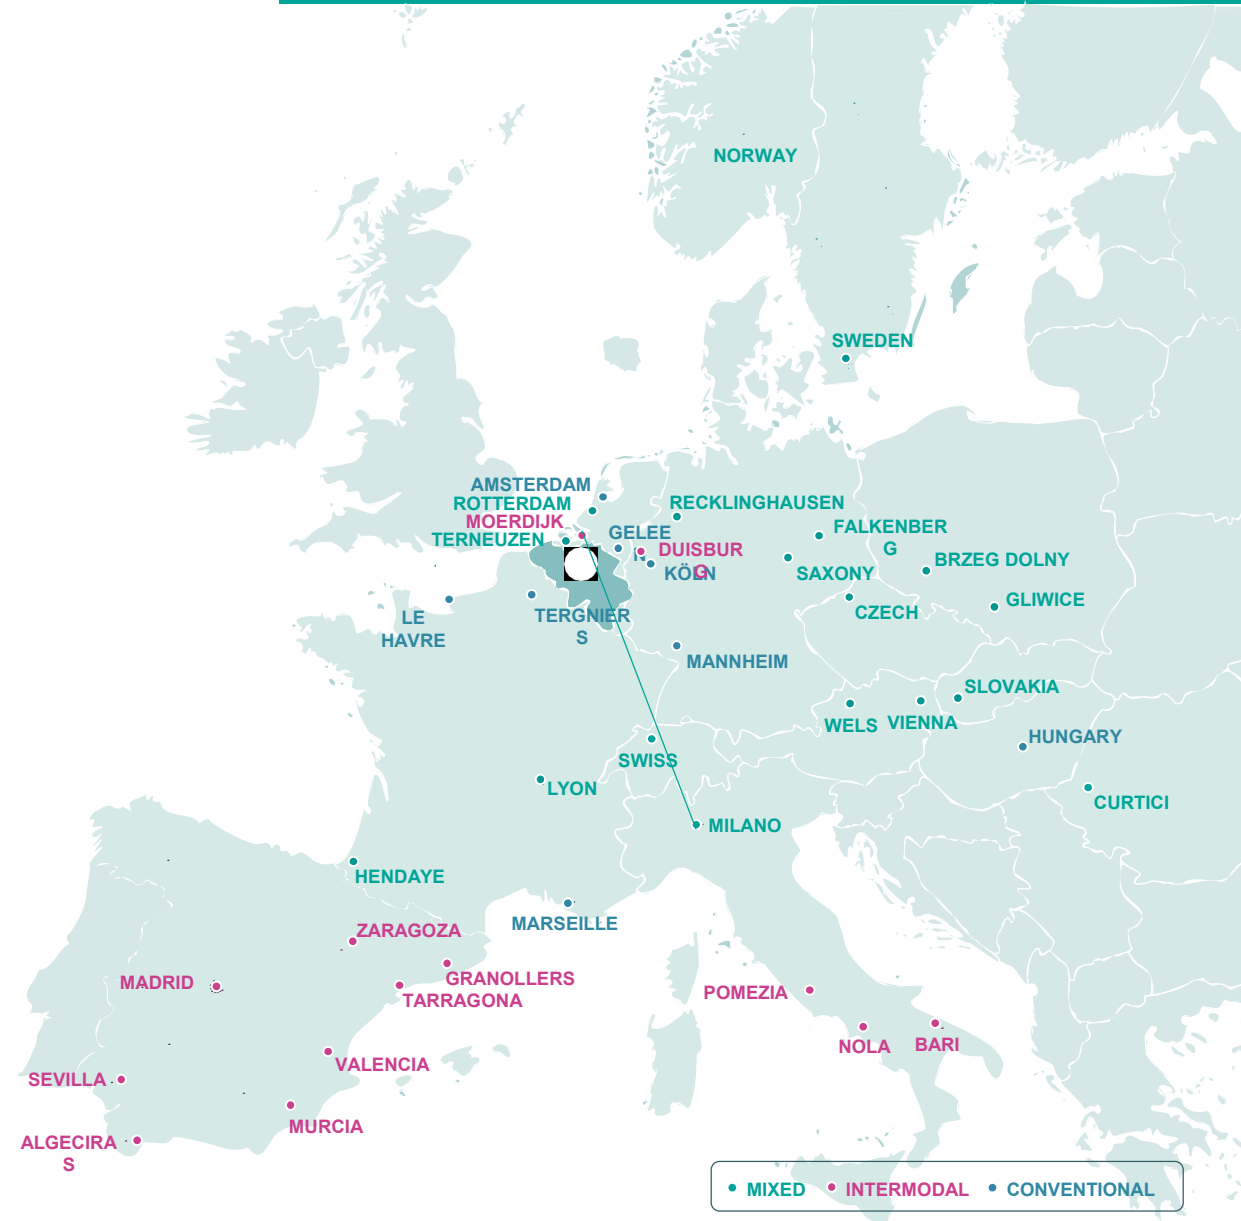 NORWAY
SWEDEN
AMSTERDAM
ROTTERDAM
RECKLINGHAUSEN
MOERDIJK
TERNEUZEN
GELEE
N
FALKENBER
G
DUISBUR
G
KÖLN
SAXONY
BRZEG DOLNY
GLIWICE
CZECH
LE
HAVRE
TERGNIER
S
MANNHEIM
SLOVAKIA
WELS
VIENNA
HUNGARY
SWISS
LYON
CURTICI
MILANO
HENDAYE
MARSEILLE
ZARAGOZA
MADRID
GRANOLLERS
TARRAGONA
POMEZIA
NOLA
BARI
VALENCIA
SEVILLA
MURCIA
ALGECIRA
S
MIXED INTERMODAL CONVENTIONAL